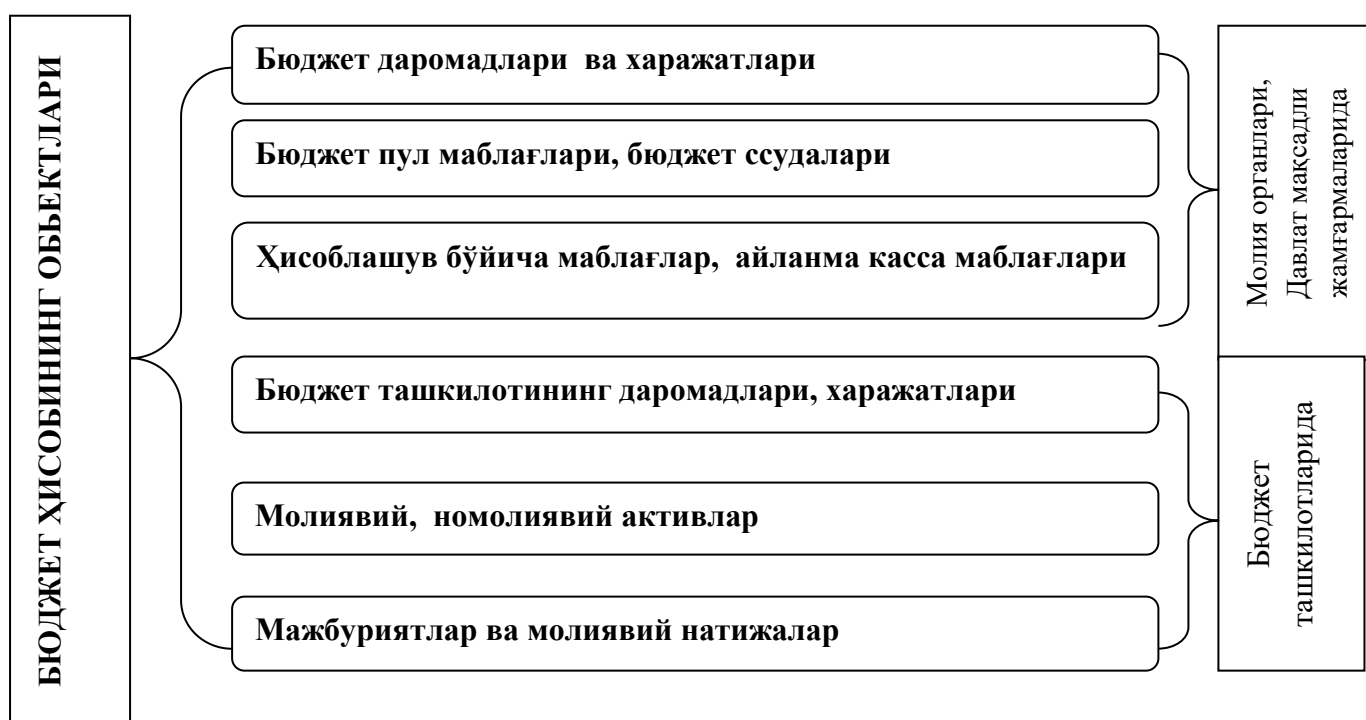 БЮДЖЕТ ҲИСОБИНИНГ ОБЬЕКТЛАРИ
Бюджет даромадлари ва харажатлари
Бюджет пул маблағлари, бюджет ссудалари
Ҳисоблашув бўйича маблағлар, айланма касса маблағлари
Бюджет ташкилотининг даромадлари, харажатлари
Молиявий, номолиявий активлар
Мажбуриятлар ва молиявий натижалар
Молия органлари,
Давлат мақсадли
жамғармаларида
Бюджет
ташкилотларида